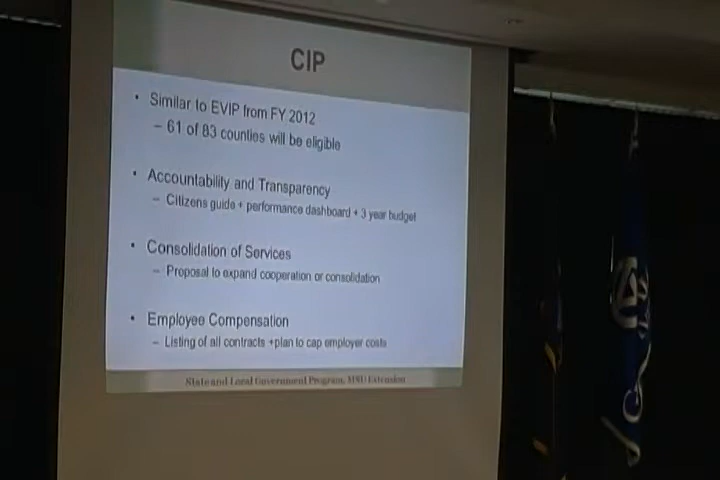 CIP
• Similar to EVIP from FY 2012
– 61 of 83 counties will be eligible
• Accountability and Transparency
– Citizens guide + performance dashboard + 3 year budget
• Consolidation of Services
– Proposal to expand cooperation or consolidation
• Employee Compensation
– Listing of all contracts +plan to cap employer costs
State and Local Government Program, MSU Extension